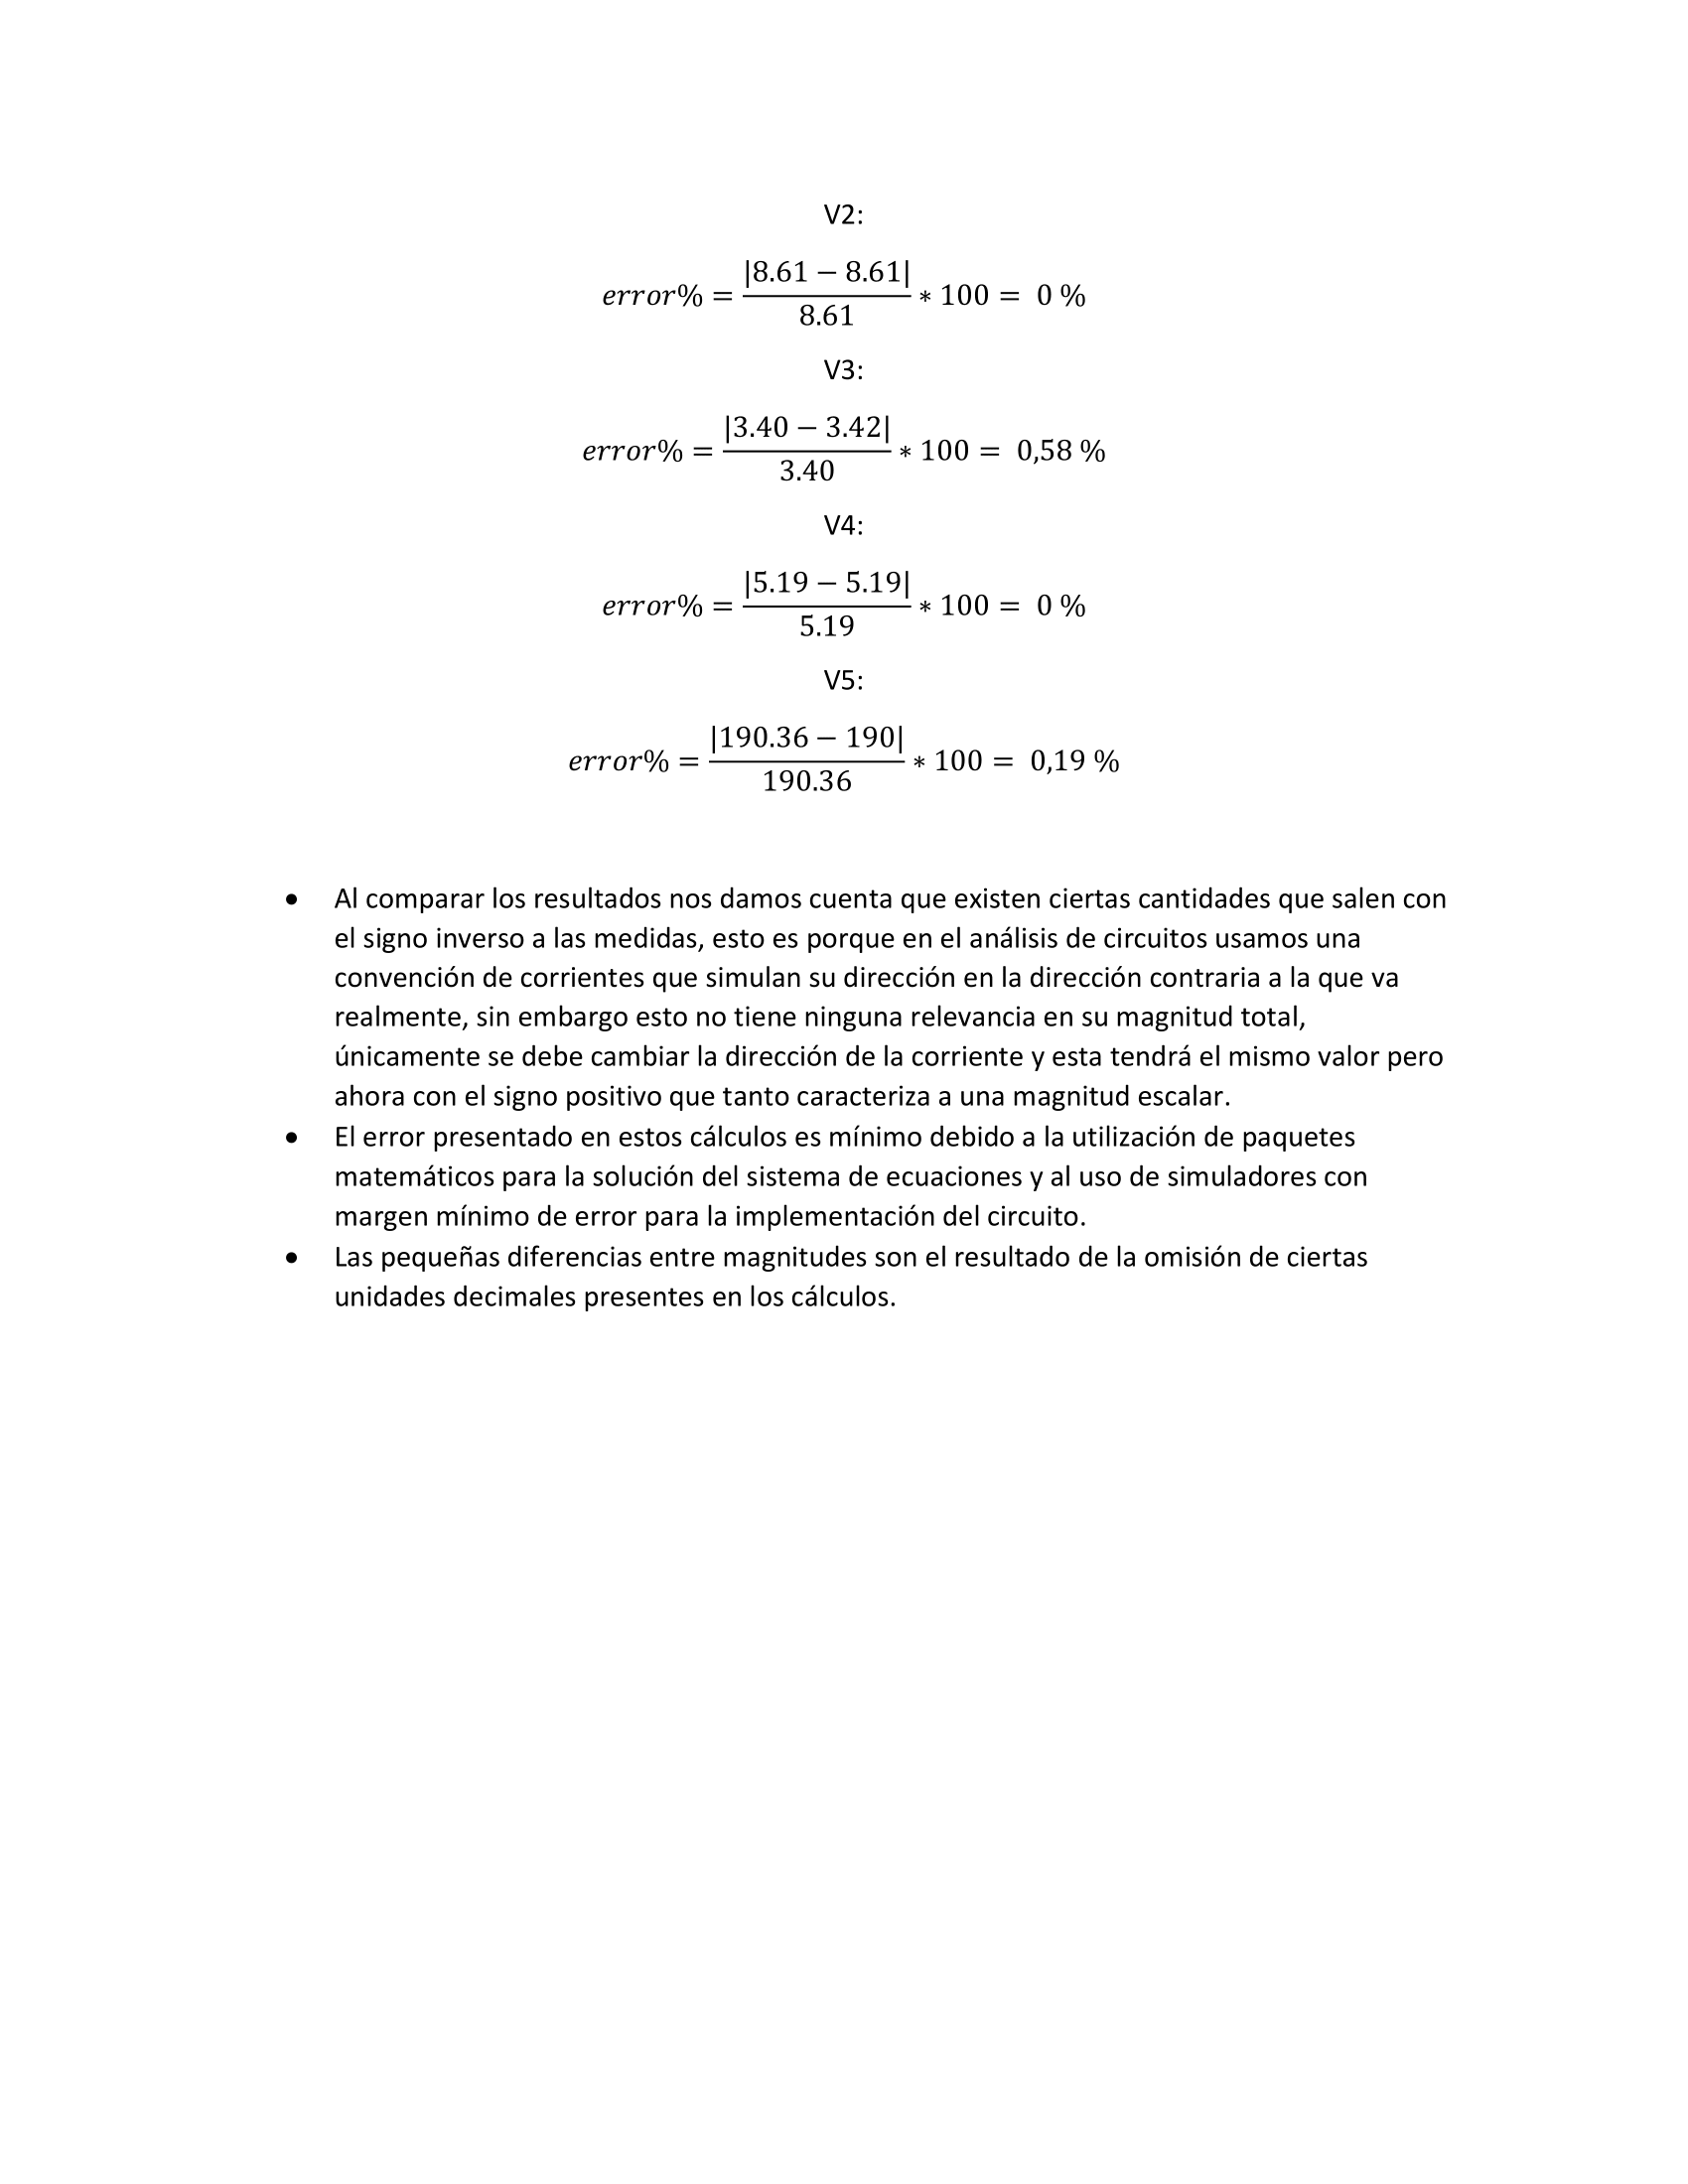 V2:
error% = |8.61 − 8.61| / 8.61 ∗ 100 = 0 %
V3:
error% = |3.40 − 3.42| / 3.40 ∗ 100 = 0,58 %
V4:
error% = |5.19 − 5.19| / 5.19 ∗ 100 = 0 %
V5:
error% = |190.36 − 190| / 190.36 ∗ 100 = 0,19 %
• Al comparar los resultados nos damos cuenta que existen ciertas cantidades que salen con
el signo inverso a las medidas, esto es porque en el análisis de circuitos usamos una
convención de corrientes que simulan su dirección en la dirección contraria a la que va
realmente, sin embargo esto no tiene ninguna relevancia en su magnitud total,
únicamente se debe cambiar la dirección de la corriente y esta tendrá el mismo valor pero
ahora con el signo positivo que tanto caracteriza a una magnitud escalar.
• El error presentado en estos cálculos es mínimo debido a la utilización de paquetes
matemáticos para la solución del sistema de ecuaciones y al uso de simuladores con
margen mínimo de error para la implementación del circuito.
• Las pequeñas diferencias entre magnitudes son el resultado de la omisión de ciertas
unidades decimales presentes en los cálculos.